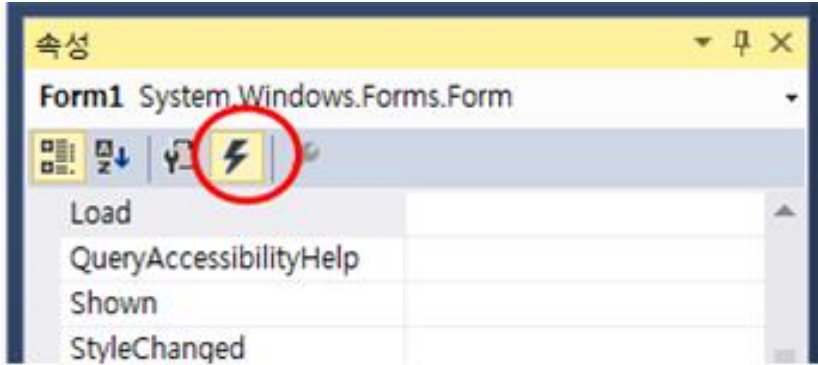 속성
Form1 System.Windows.Forms.Form
Load
QueryAccessibilityHelp
Shown
StyleChanged